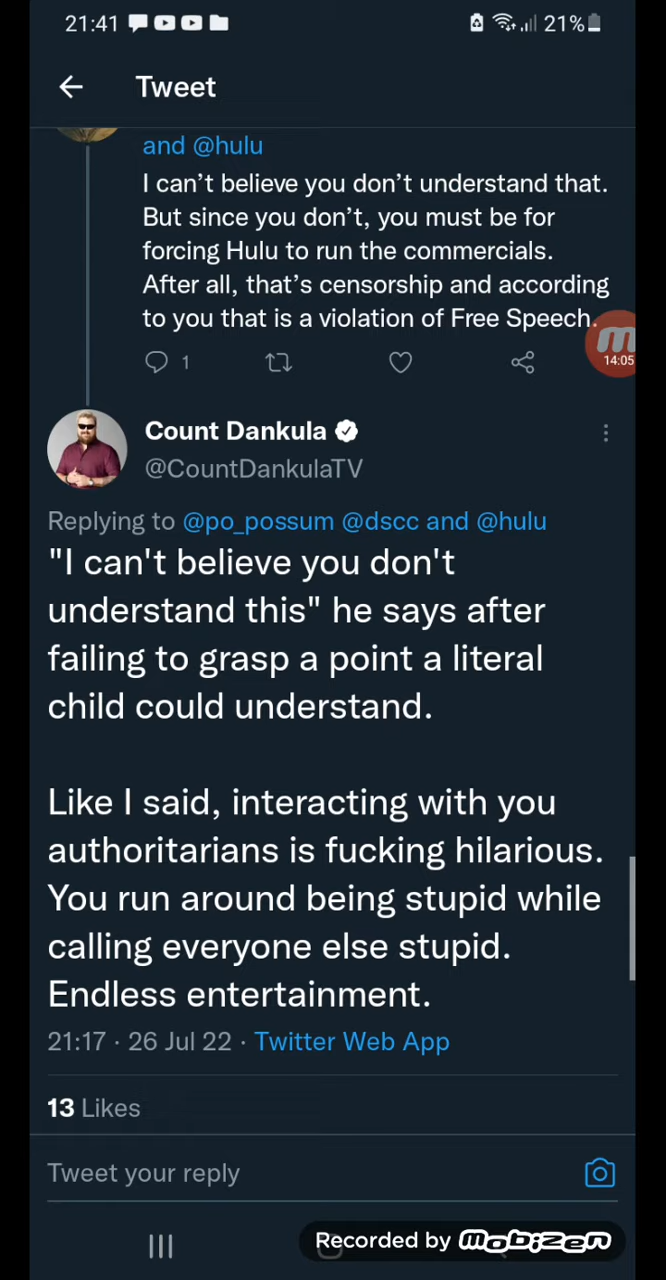 21:41
21%
Tweet
and @hulu
I can't believe you don't understand that.
But since you don't, you must be for
forcing Hulu to run the commercials.
After all, that's censorship and according
to you that is a violation of Free Speech.
14:05
1
Count Dankula
@CountDankulaTV
Replying to @po_possum @dscc and @hulu
"I can't believe you don't
understand this" he says after
failing to grasp a point a literal
child could understand.
Like I said, interacting with you
authoritarians is fucking hilarious.
You run around being stupid while
calling everyone else stupid.
Endless entertainment.
21:17 · 26 Jul 22 · Twitter Web App
13 Likes
Tweet your reply
Recorded by mobizen